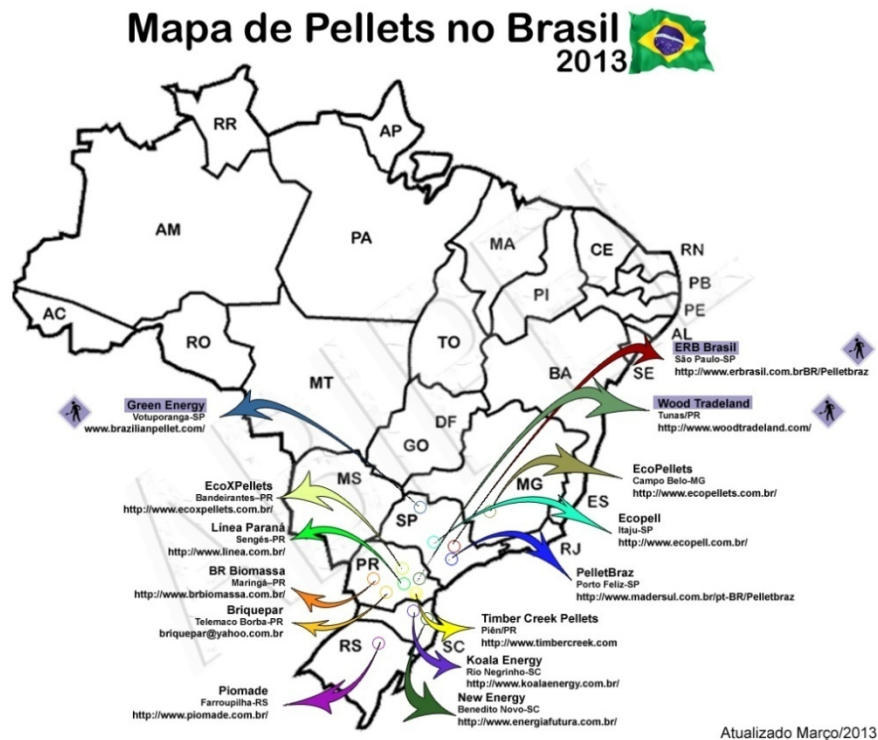 Mapa de Pellets no Brasil
2013
RR
AP
AM
PA
MA
CE
RN
PB
PI
PE
AC
AL
RO
TO
SE
BA
MT
DF
GO
MS
MG
ES
SP
RJ
PR
SC
RS
ABIPEL
ERB Brasil
São Paulo-SP
http://www.erbrasil.com.brBR/Pelletbraz
Green Energy
Votuporanga-SP
www.brazilianpellet.com/
Wood Tradeland
Tunas/PR
http://www.woodtradeland.com/
EcoXPellets
Bandeirantes-PR
http://www.ecoxpellets.com.br/
EcoPellets
Campo Belo-MG
http://www.ecopellets.com.br/
Línea Paraná
Sengés-PR
http://www.linea.com.br/
Ecopell
Itaju-SP
http://www.ecopell.com.br/
BR Biomassa
Maringá-PR
http://www.brbiomassa.com.br/
PelletBraz
Porto Feliz-SP
http://www.madersul.com.br/pt-BR/Pelletbraz
Briquepar
Telemaco Borba-PR
briquepar@yahoo.com.br
Timber Creek Pellets
Piên/PR
http://www.timbercreek.com
Koala Energy
Rio Negrinho-SC
http://www.koalaenergy.com.br/
Piomade
Farroupilha-RS
http://www.piomade.com.br/
New Energy
Benedito Novo-SC
http://www.energiafutura.com.br/
Atualizado Março/2013